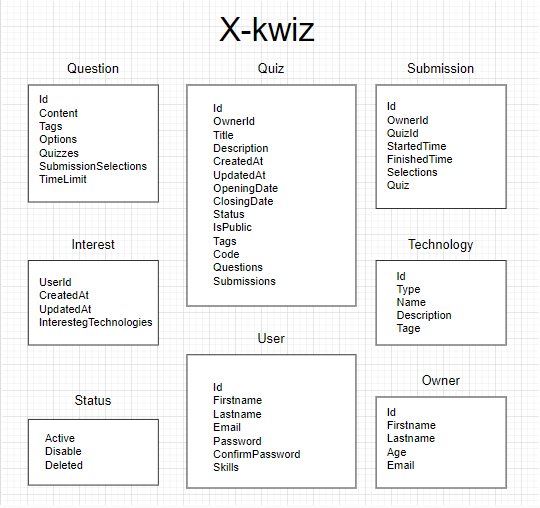 X-kwiz
Question
Id
Content
Tags
Options
Quizzes
SubmissionSelections
TimeLimit
Quiz
Id
OwnerId
Title
Description
CreatedAt
UpdatedAt
OpeningDate
ClosingDate
Status
IsPublic
Tags
Code
Questions
Submissions
Submission
Id
OwnerId
QuizId
StartedTime
FinishedTime
Selections
Quiz
Interest
UserId
CreatedAt
UpdatedAt
InterestegTechnologies
Technology
Id
Type
Name
Description
Tage
User
Id
Firstname
Lastname
Email
Password
ConfirmPassword
Skills
Status
Active
Disable
Deleted
Owner
Id
Firstname
Lastname
Age
Email